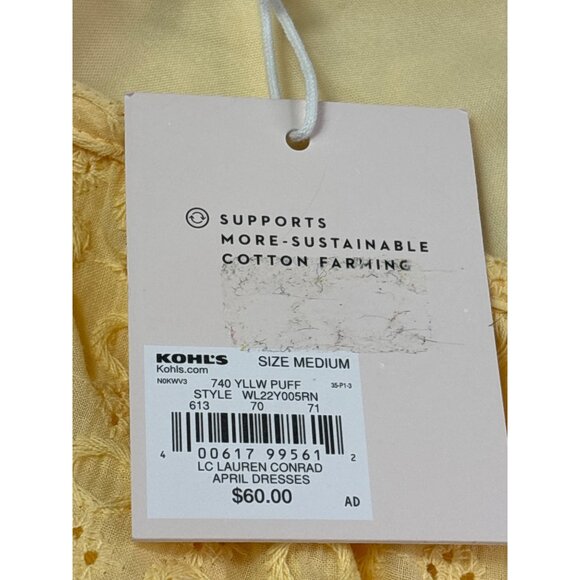 SUPPORTS
MORE-SUSTAINABLE
COTTON FARMING
KOHL'S SIZE MEDIUM
Kohls.com
N0KWV3 740 YLLW PUFF 35-P1-3
STYLE WL22Y005RN
613 70 71
4 00617 99561 2
LC LAUREN CONRAD
APRIL DRESSES
$60.00 AD